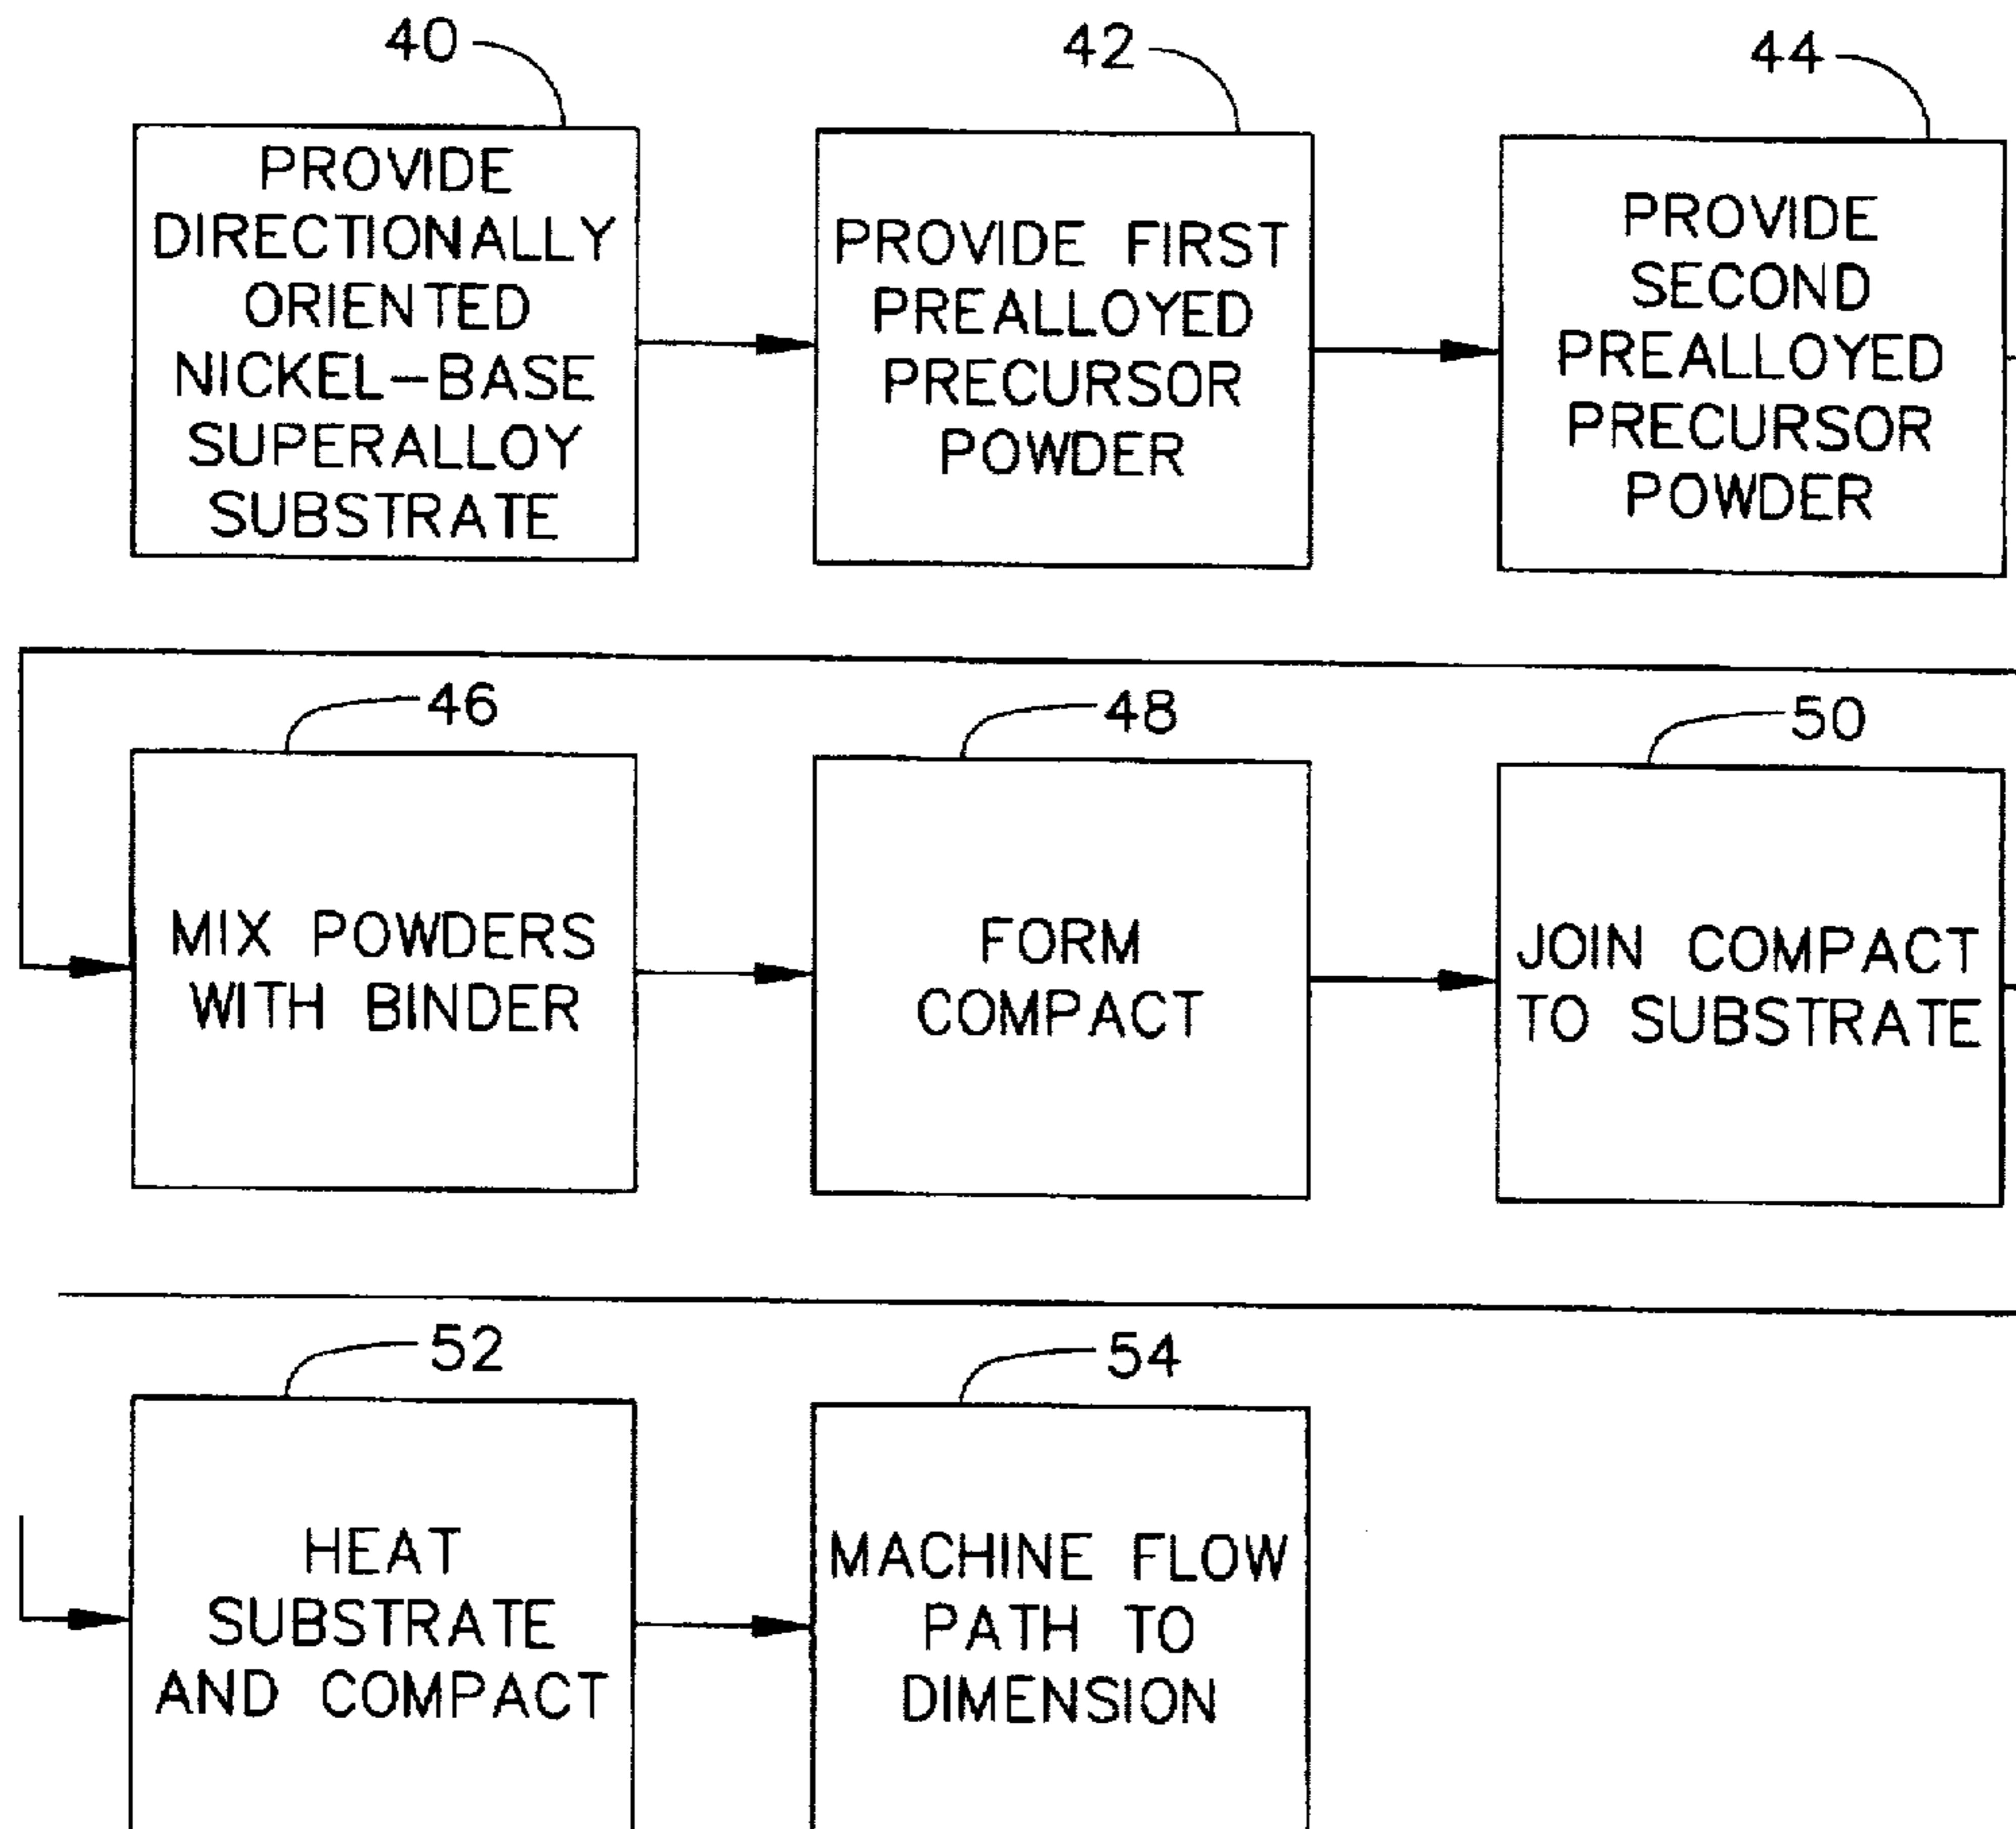 40
42
44
PROVIDE
DIRECTIONALLY
ORIENTED
NICKEL-BASE
SUPERALLOY
SUBSTRATE
PROVIDE FIRST
PREALLOYED
PRECURSOR
POWDER
PROVIDE
SECOND
PREALLOYED
PRECURSOR
POWDER
46
48
50
MIX POWDERS
WITH BINDER
FORM
COMPACT
JOIN COMPACT
TO SUBSTRATE
52
54
HEAT
SUBSTRATE
AND COMPACT
MACHINE FLOW
PATH TO
DIMENSION